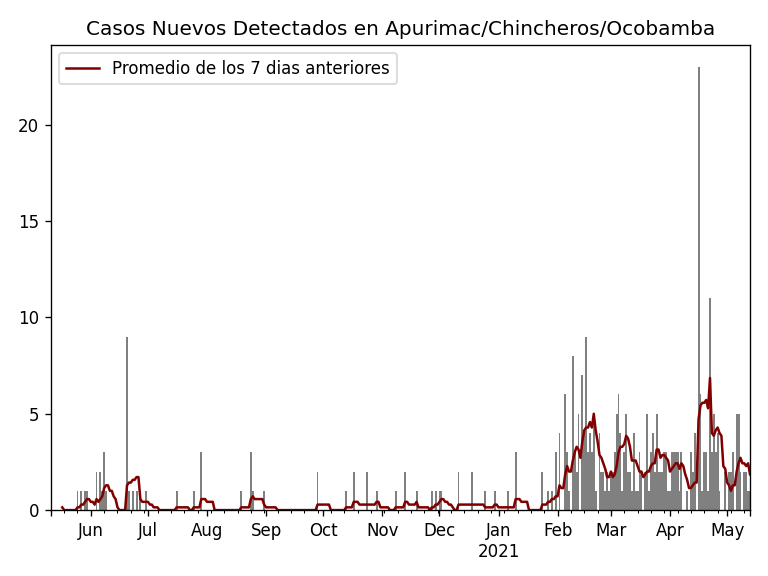 Casos Nuevos Detectados en Apurimac/Chincheros/Ocobamba
Promedio de los 7 dias anteriores
20
15
10
5
0
Jun Jul Aug Sep Oct Nov Dec Jan Feb Mar Apr May
2021